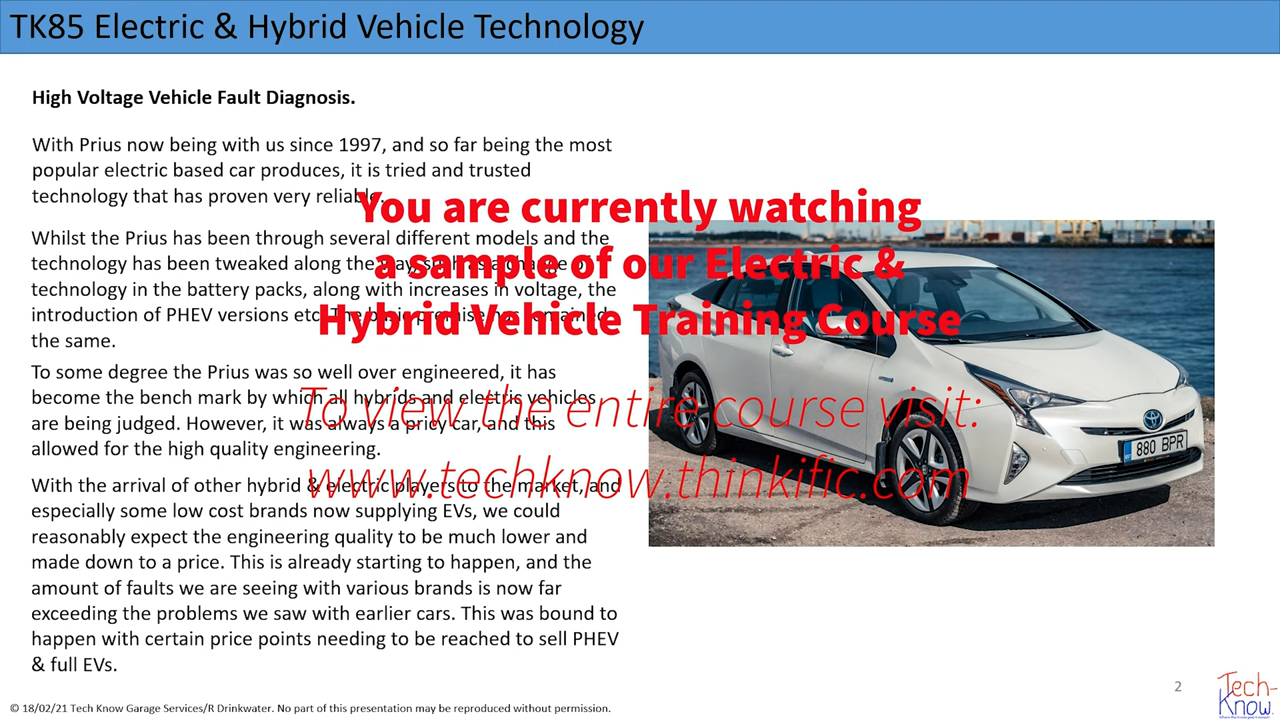 TK85 Electric & Hybrid Vehicle Technology
High Voltage Vehicle Fault Diagnosis.
With Prius now being with us since 1997, and so far being the most
popular electric based car produces, it is tried and trusted
technology that has proven very reliable.
Whilst the Prius has been through several different models and the
technology has been tweaked along the way, such as a change of
technology in the battery packs, along with increases in voltage, the
introduction of PHEV versions etc. The basic premise has remained
the same.
To some degree the Prius was so well over engineered, it has
become the bench mark by which all hybrids and electric vehicles
are being judged. However, it was always a pricy car, and this
allowed for the high quality engineering.
With the arrival of other hybrid & electric players to the market, and
especially some low cost brands now supplying EVs, we could
reasonably expect the engineering quality to be much lower and
made down to a price. This is already starting to happen, and the
amount of faults we are seeing with various brands is now far
exceeding the problems we saw with earlier cars. This was bound to
happen with certain price points needing to be reached to sell PHEV
& full EVs.
You are currently watching
a sample of our Electric &
Hybrid Vehicle Training Course
To view the entire course visit:
www.techknow.thinkific.com
880 BPR
2
Tech-
Know.
© 18/02/21 Tech Know Garage Services/R Drinkwater. No part of this presentation may be reproduced without permission.